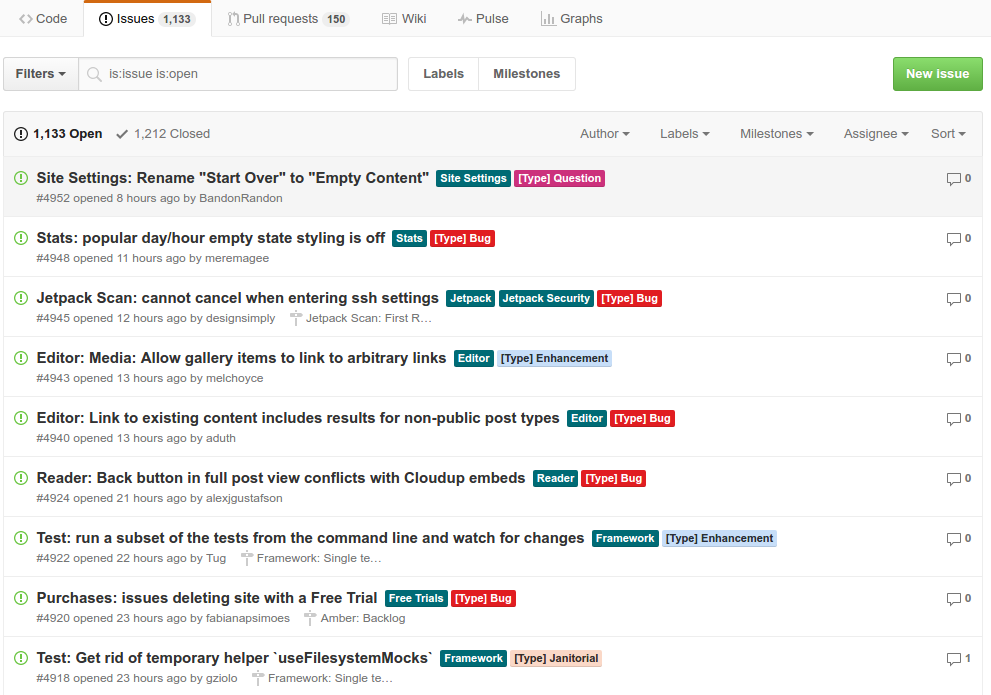 Code Issues 1,133 Pull requests 150 Wiki Pulse Graphs
Filters is:issue is:open Labels Milestones New issue
1,133 Open 1,212 Closed Author Labels Milestones Assignee Sort
Site Settings: Rename "Start Over" to "Empty Content" Site Settings [Type] Question 0
#4952 opened 8 hours ago by BandonRandon
Stats: popular day/hour empty state styling is off Stats [Type] Bug 0
#4948 opened 11 hours ago by meremagee
Jetpack Scan: cannot cancel when entering ssh settings Jetpack Jetpack Security [Type] Bug 0
#4945 opened 12 hours ago by designsimply Jetpack Scan: First R…
Editor: Media: Allow gallery items to link to arbitrary links Editor [Type] Enhancement 0
#4943 opened 13 hours ago by melchoyce
Editor: Link to existing content includes results for non-public post types Editor [Type] Bug 0
#4940 opened 13 hours ago by aduth
Reader: Back button in full post view conflicts with Cloudup embeds Reader [Type] Bug 0
#4924 opened 21 hours ago by alexjgustafson
Test: run a subset of the tests from the command line and watch for changes Framework [Type] Enhancement 0
#4922 opened 22 hours ago by Tug Framework: Single te…
Purchases: issues deleting site with a Free Trial Free Trials [Type] Bug 0
#4920 opened 23 hours ago by fabianapsimoes Amber: Backlog
Test: Get rid of temporary helper `useFilesystemMocks` Framework [Type] Janitorial 1
#4918 opened 23 hours ago by gziolo Framework: Single te…